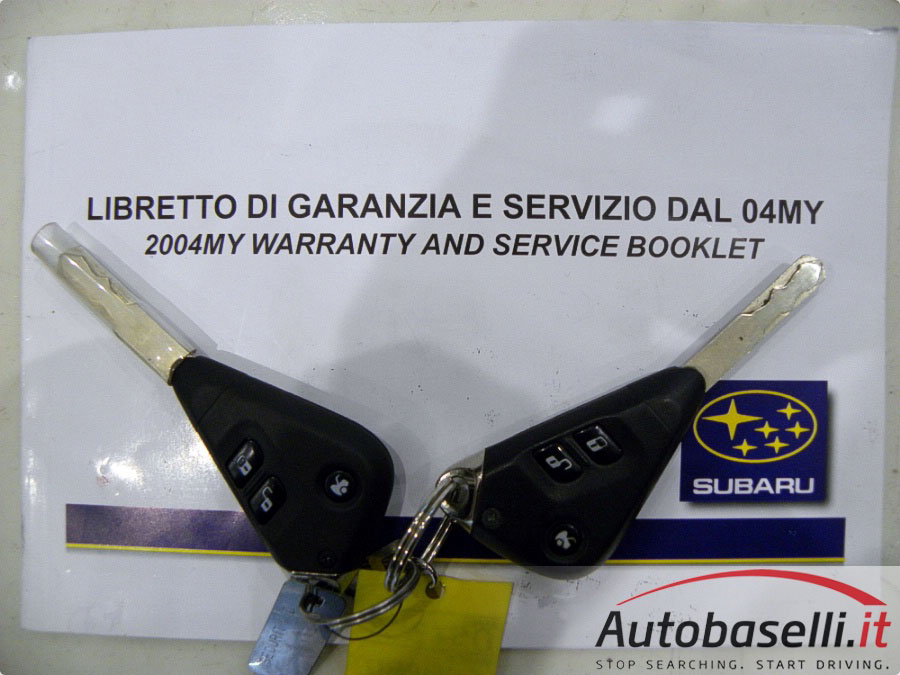 LIBRETTO DI GARANZIA E SERVIZIO DAL 04MY
2004MY WARRANTY AND SERVICE BOOKLET
SUBARU
Autobaselli.it
STOP SEARCHING. START DRIVING.